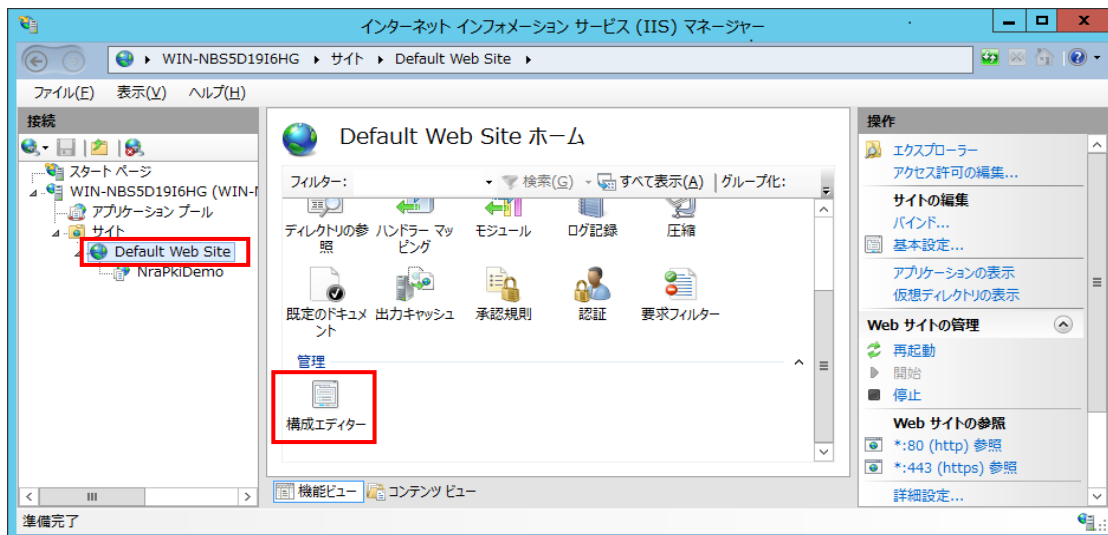 インターネット インフォメーション サービス (IIS) マネージャー
WIN-NBS5D19I6HG ▸ サイト ▸ Default Web Site ▸
ファイル(F) 表示(V) ヘルプ(H)
接続
スタート ページ
WIN-NBS5D19I6HG (WIN-
アプリケーション プール
サイト
Default Web Site
NraPkiDemo
Default Web Site ホーム
フィルター: 検索(G) すべて表示(A) グループ化:
ディレクトリの参照
ハンドラー マッピング
モジュール
ログ記録
圧縮
既定のドキュメント
出力キャッシュ
承認規則
認証
要求フィルター
管理
構成エディター
機能ビュー コンテンツ ビュー
操作
エクスプローラー
アクセス許可の編集...
サイトの編集
バインド...
基本設定...
アプリケーションの表示
仮想ディレクトリの表示
Web サイトの管理
再起動
開始
停止
Web サイトの参照
*:80 (http) 参照
*:443 (https) 参照
詳細設定...
準備完了